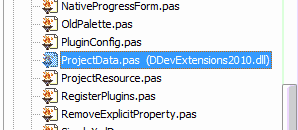 NativeProgressForm.pas
OldPalette.pas
PluginConfig.pas
ProjectData.pas (DDevExtensions2010.dll)
ProjectResource.pas
RegisterPlugins.pas
RemoveExplicitProperty.pas